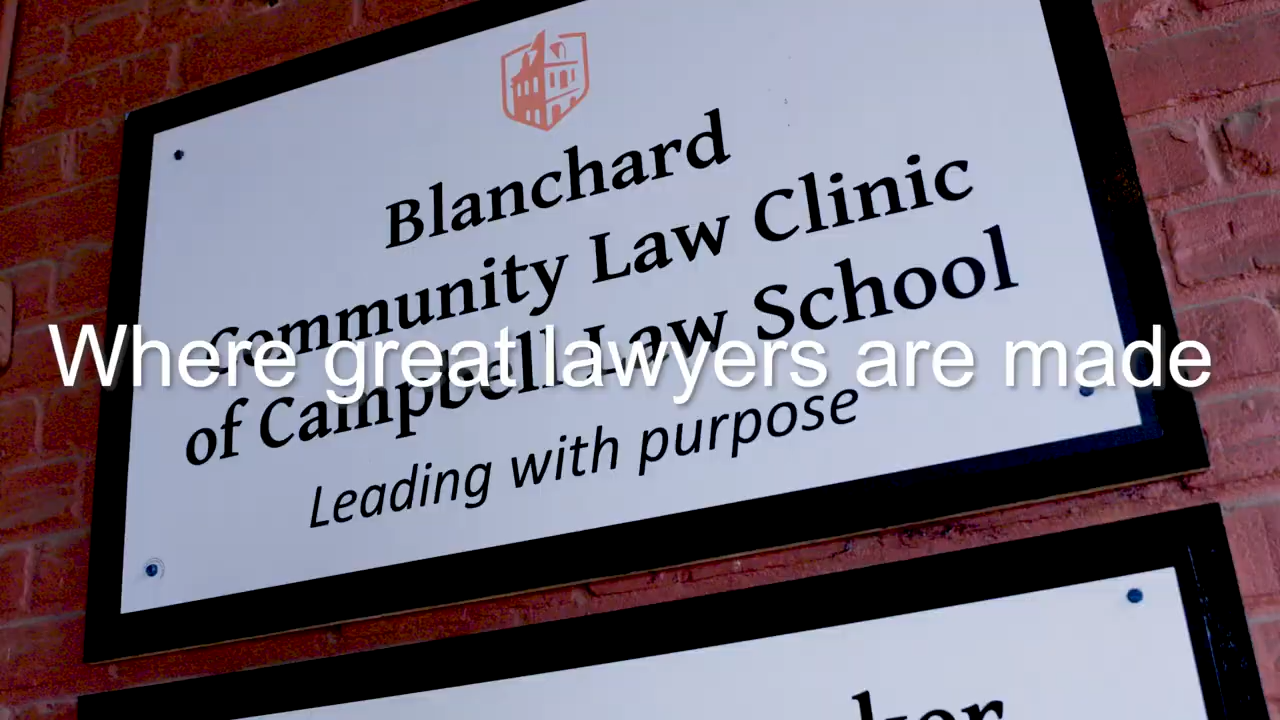 Blanchard
Community Law Clinic
of Campbell Law School
Where great lawyers are made
Leading with purpose